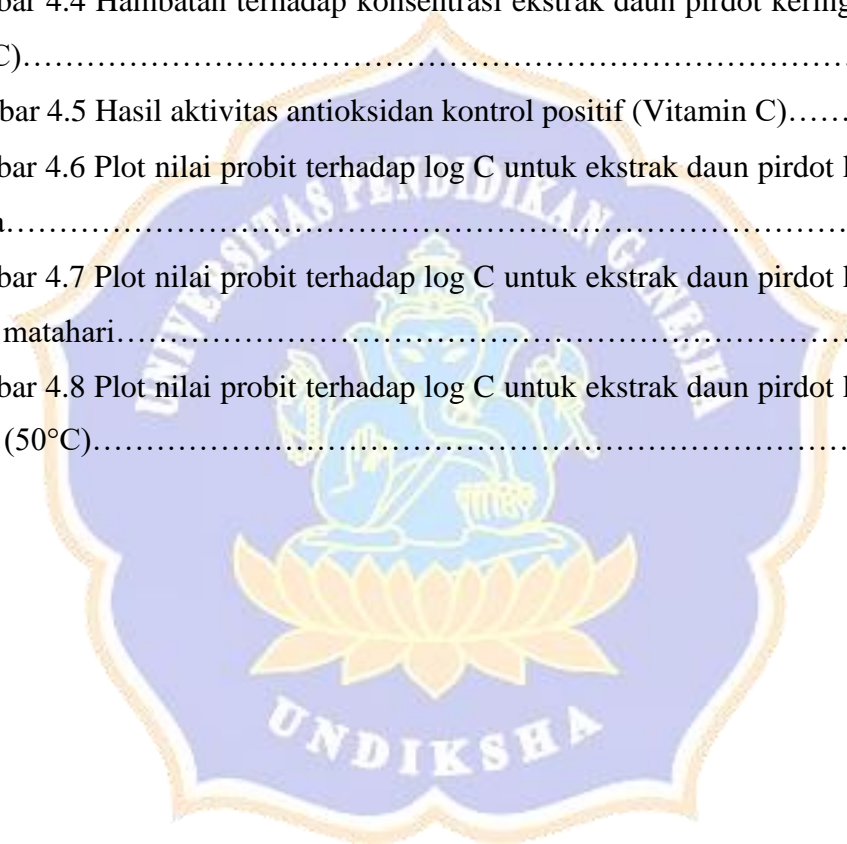 bar 4.4 Hambatan terhadap konsentrasi ekstrak daun pirdot kering
C)……………………………………………………………………
bar 4.5 Hasil aktivitas antioksidan kontrol positif (Vitamin C)……
bar 4.6 Plot nilai probit terhadap log C untuk ekstrak daun pirdot
a……………………………………………………………………
bar 4.7 Plot nilai probit terhadap log C untuk ekstrak daun pirdot
matahari……………………………………………………………
bar 4.8 Plot nilai probit terhadap log C untuk ekstrak daun pirdot
(50°C)………………………………………………………………
UNIVERSITAS PENDIDIKAN GANESHA
UNDIKSHA